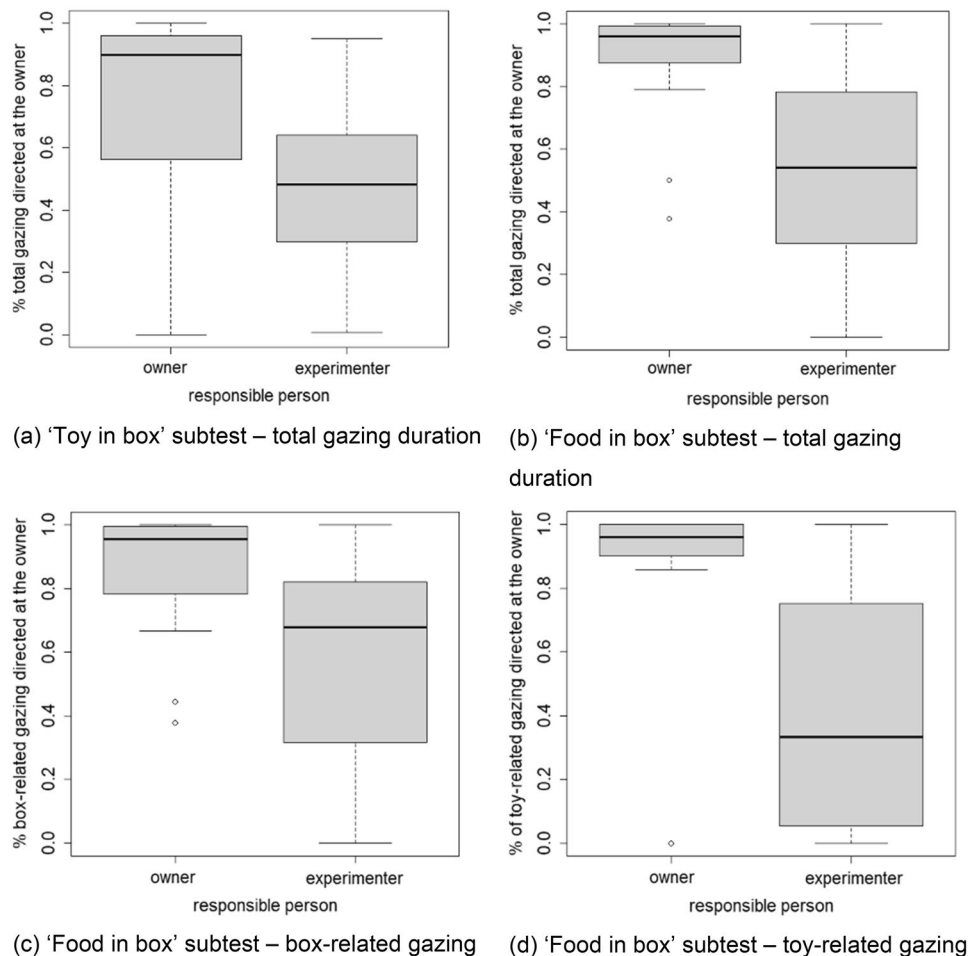 % total gazing directed at the owner
1.0
0.8
0.6
0.4
0.2
0.0
owner experimenter
responsible person
(a) ‘Toy in box’ subtest – total gazing duration
% total gazing directed at the owner
1.0
0.8
0.6
0.4
0.2
0.0
owner experimenter
responsible person
(b) ‘Food in box’ subtest – total gazing
duration
% box-related gazing directed at the owner
1.0
0.8
0.6
0.4
0.2
0.0
owner experimenter
responsible person
(c) ‘Food in box’ subtest – box-related gazing
% of toy-related gazing directed at the owner
1.0
0.8
0.6
0.4
0.2
0.0
owner experimenter
responsible person
(d) ‘Food in box’ subtest – toy-related gazing